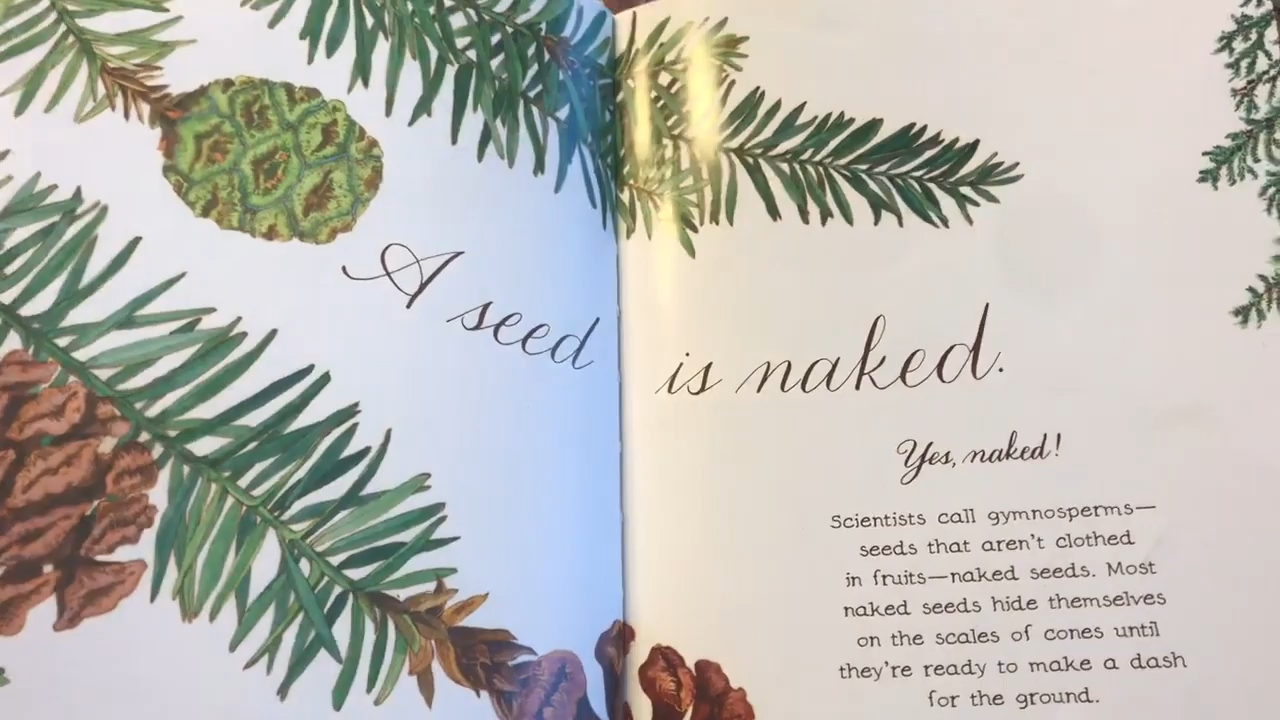 A seed is naked.
Yes, naked!
Scientists call gymnosperms—
seeds that aren't clothed
in fruits—naked seeds. Most
naked seeds hide themselves
on the scales of cones until
they're ready to make a dash
for the ground.